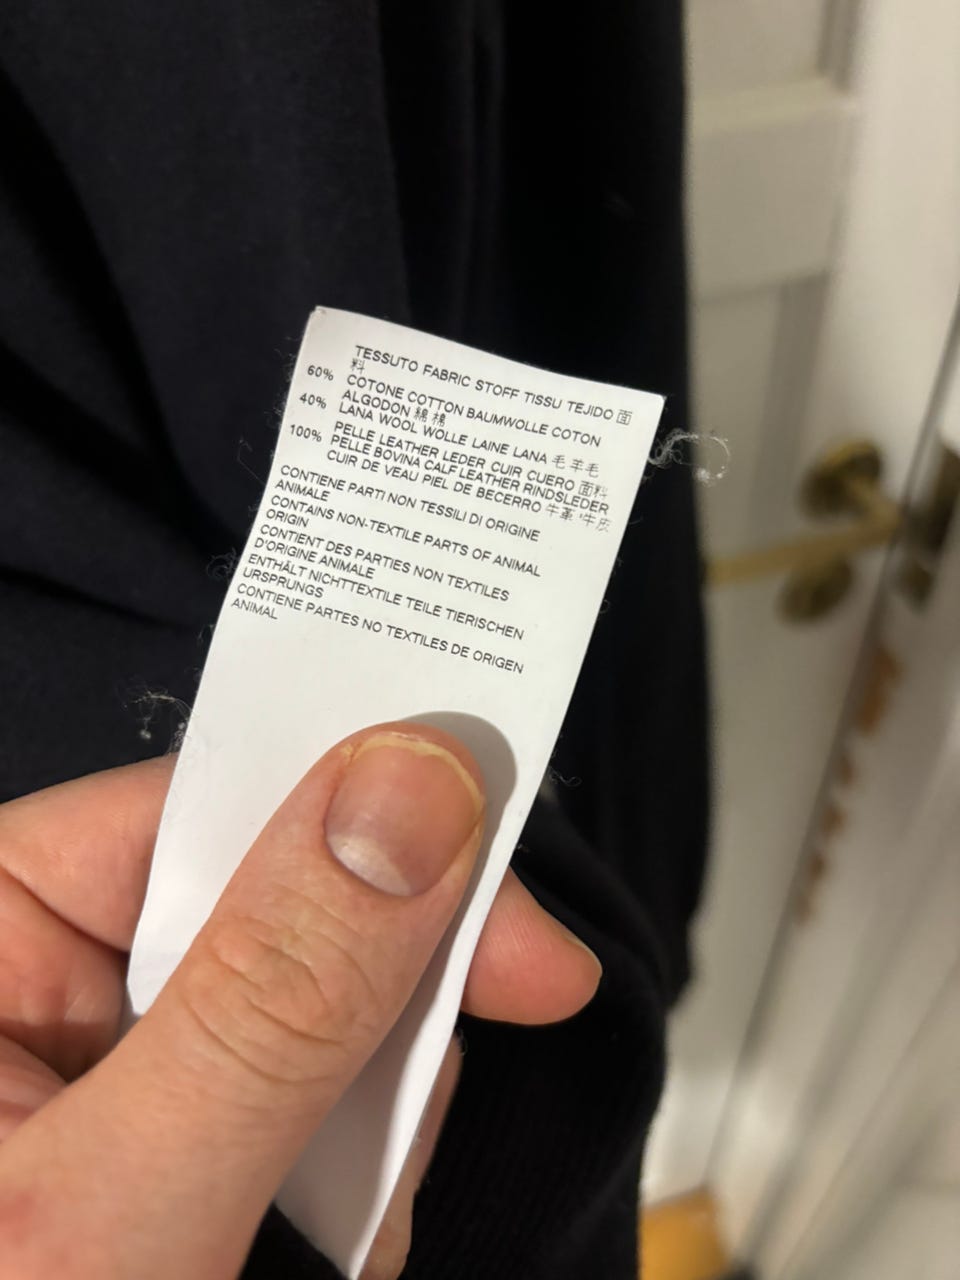 TESSUTO FABRIC STOFF TISSU TEJIDO 面
料
60% COTONE COTTON BAUMWOLLE COTON
ALGODON 綿 棉
40% LANA WOOL WOLLE LAINE LANA 毛 羊毛
PELLE LEATHER LEDER CUIR CUERO 面料
100% PELLE BOVINA CALF LEATHER RINDSLEDER
CUIR DE VEAU PIEL DE BECERRO 牛革 牛皮
CONTIENE PARTI NON TESSILI DI ORIGINE
ANIMALE
CONTAINS NON-TEXTILE PARTS OF ANIMAL
ORIGIN
CONTIENT DES PARTIES NON TEXTILES
D'ORIGINE ANIMALE
ENTHÄLT NICHTTEXTILE TEILE TIERISCHEN
URSPRUNGS
CONTIENE PARTES NO TEXTILES DE ORIGEN
ANIMAL